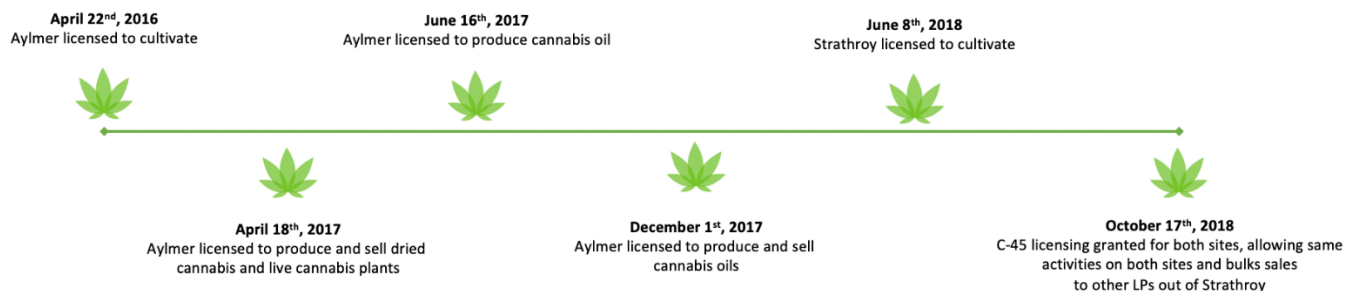 April 22nd, 2016
Aylmer licensed to cultivate
June 16th, 2017
Aylmer licensed to produce cannabis oil
June 8th, 2018
Strathroy licensed to cultivate
April 18th, 2017
Aylmer licensed to produce and sell dried
cannabis and live cannabis plants
December 1st, 2017
Aylmer licensed to produce and sell
cannabis oils
October 17th, 2018
C-45 licensing granted for both sites, allowing same
activities on both sites and bulks sales
to other LPs out of Strathroy